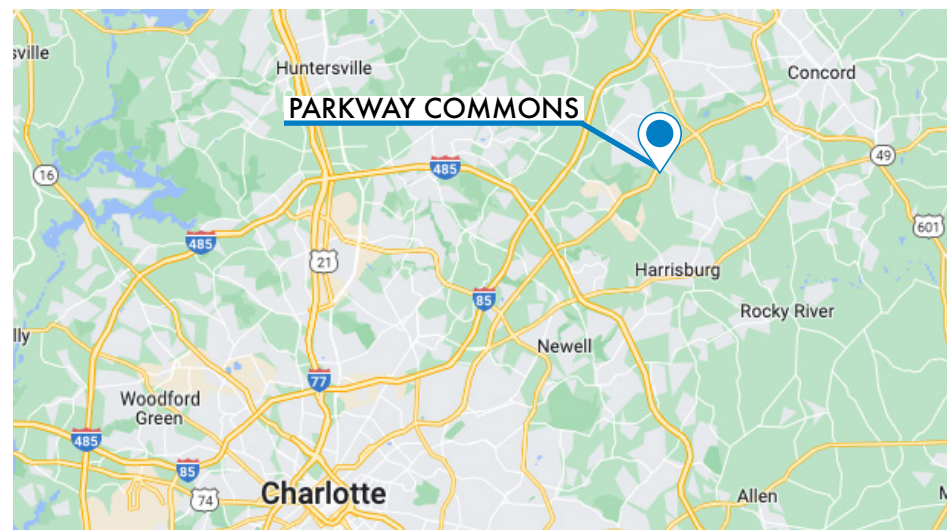 sville
Huntersville
Concord
PARKWAY COMMONS
49
16
485
601
485
21
Harrisburg
85
Rocky River
lly
Newell
77
Woodford
Green
485
85
74
Charlotte
Allen
M